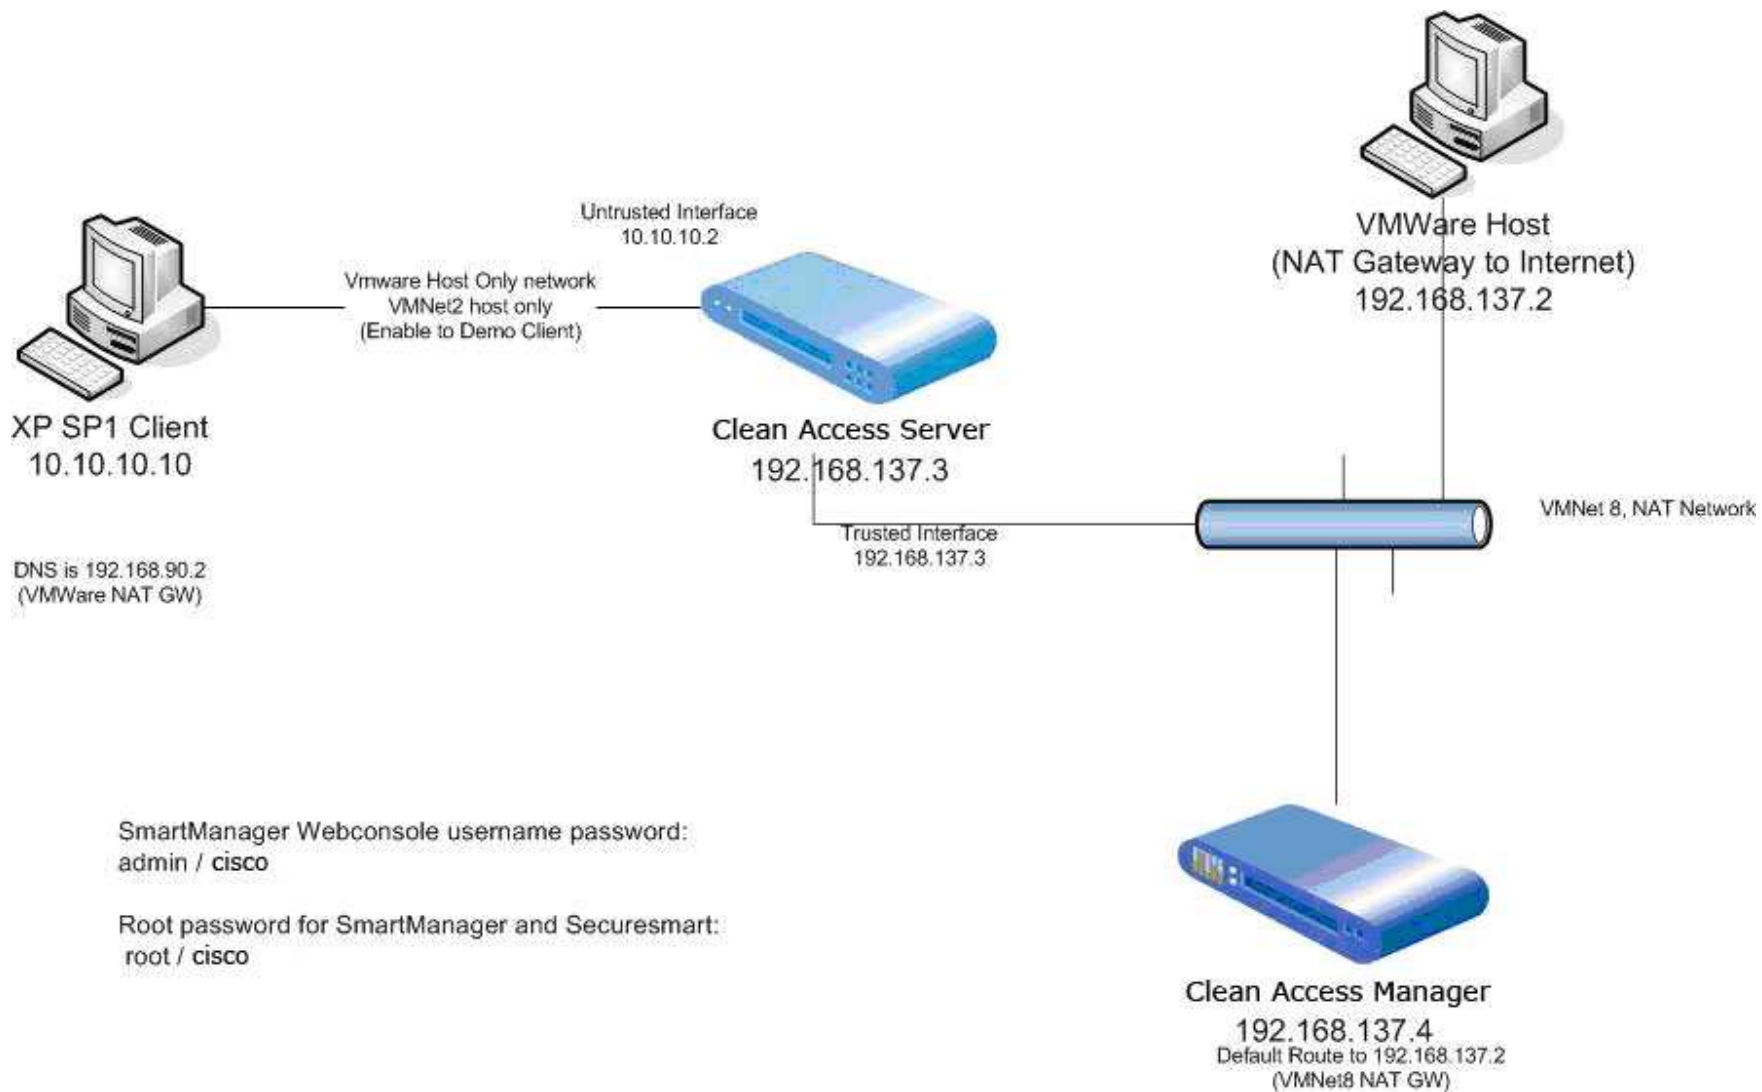 VMWare Host
(NAT Gateway to Internet)
192.168.137.2
Untrusted Interface
10.10.10.2
Vmware Host Only network
VMNet2 host only
(Enable to Demo Client)
XP SP1 Client
10.10.10.10
Clean Access Server
192.168.137.3
Trusted Interface
192.168.137.3
VMNet 8, NAT Network
DNS is 192.168.90.2
(VMWare NAT GW)
SmartManager Webconsole username password:
admin / cisco
Root password for SmartManager and Securesmart:
root / cisco
Clean Access Manager
192.168.137.4
Default Route to 192.168.137.2
(VMNet8 NAT GW)